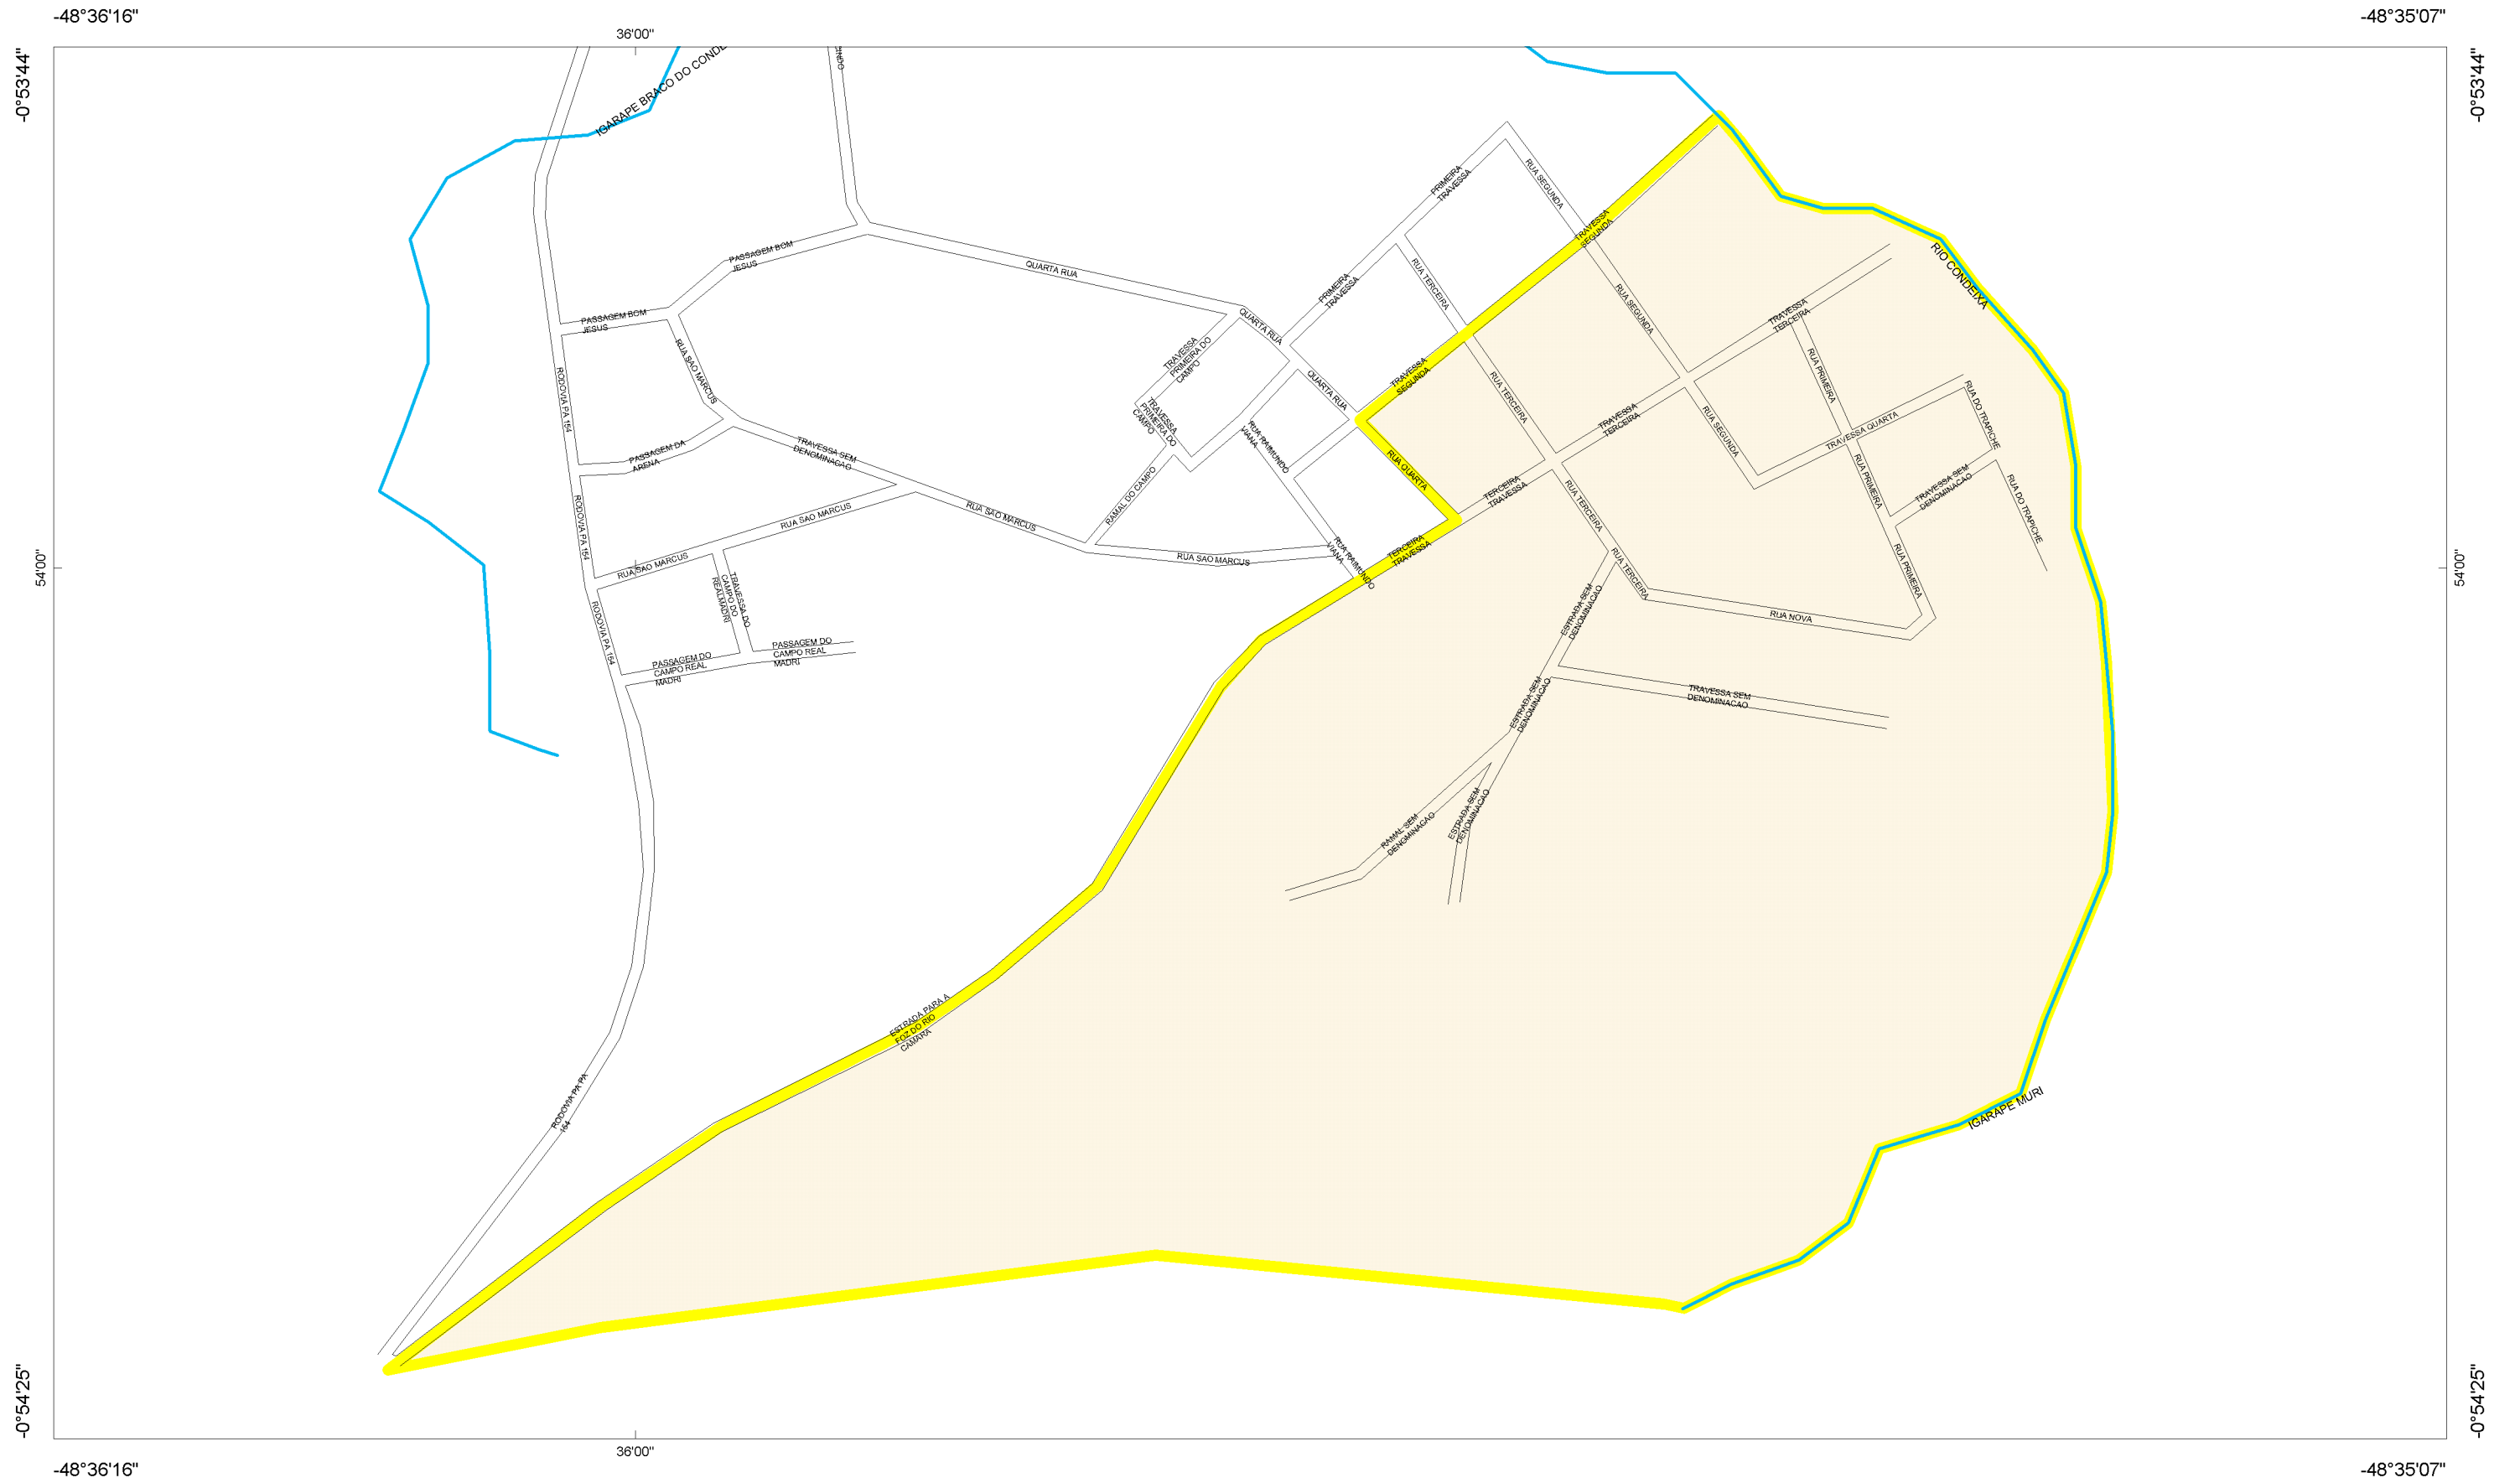 -48°36'16"
-48°35'07"
36'00"
-0°53'44"
-0°53'44"
IGARAPE BRACO DO CONDE
PRIMEIRA
TRAVESSA
RUA SEGUNDA
TRAVESSA
SEGUNDA
PASSAGEM BOM
JESUS
QUARTA RUA
RUA TERCEIRA
RIO CONDEIXA
PRIMEIRA
TRAVESSA
RUA SEGUNDA
TRAVESSA
TERCEIRA
PASSAGEM BOM
JESUS
QUARTA RUA
RUA SAO MARCUS
TRAVESSA
PRIMEIRA DO
CAMPO
RUA PRIMEIRA
RODOVIA PA 154
TRAVESSA
PRIMEIRA DO
CAMPO
QUARTA RUA
TRAVESSA
SEGUNDA
RUA TERCEIRA
TRAVESSA
TERCEIRA
RUA SEGUNDA
TRAVESSA QUARTA
RUA DO TRAPICHE
PASSAGEM DA
ARENA
TRAVESSA SEM
DENOMINACAO
RUA RAIMUNDO
VIANA
RUA QUARTA
RAMAL DO CAMPO
TERCEIRA
TRAVESSA
RUA PRIMEIRA
TRAVESSA SEM
DENOMINACAO
RUA DO TRAPICHE
RODOVIA PA 154
RUA SAO MARCUS
RUA SAO MARCUS
RUA TERCEIRA
54'00"
RUA SAO MARCUS
RUA SAO MARCUS
RUA RAIMUNDO
VIANA
TERCEIRA
TRAVESSA
RUA TERCEIRA
RUA PRIMEIRA
54'00"
TRAVESSA DO
CAMPO DO
REALMADRI
ESTRADA SEM
DENOMINACAO
RUA NOVA
RODOVIA PA 154
PASSAGEM DO
CAMPO REAL
MADRI
PASSAGEM DO
CAMPO REAL
MADRI
ESTRADA SEM
DENOMINACAO
TRAVESSA SEM
DENOMINACAO
RAMAL SEM
DENOMINACAO
ESTRADA SEM
DENOMINACAO
ESTRADA PARA A
FOZ DO RIO
CAMARA
RODOVIA PA PA
154
IGARAPE MURI
-0°54'25"
-0°54'25"
36'00"
-48°36'16"
-48°35'07"